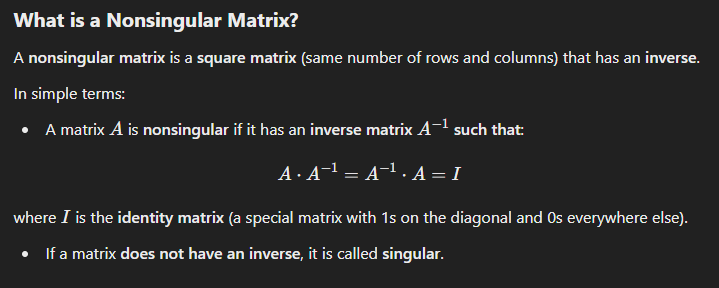 What is a Nonsingular Matrix?
A nonsingular matrix is a square matrix (same number of rows and columns) that has an inverse.
In simple terms:
• A matrix A is nonsingular if it has an inverse matrix A⁻¹ such that:
A · A⁻¹ = A⁻¹ · A = I
where I is the identity matrix (a special matrix with 1s on the diagonal and 0s everywhere else).
• If a matrix does not have an inverse, it is called singular.